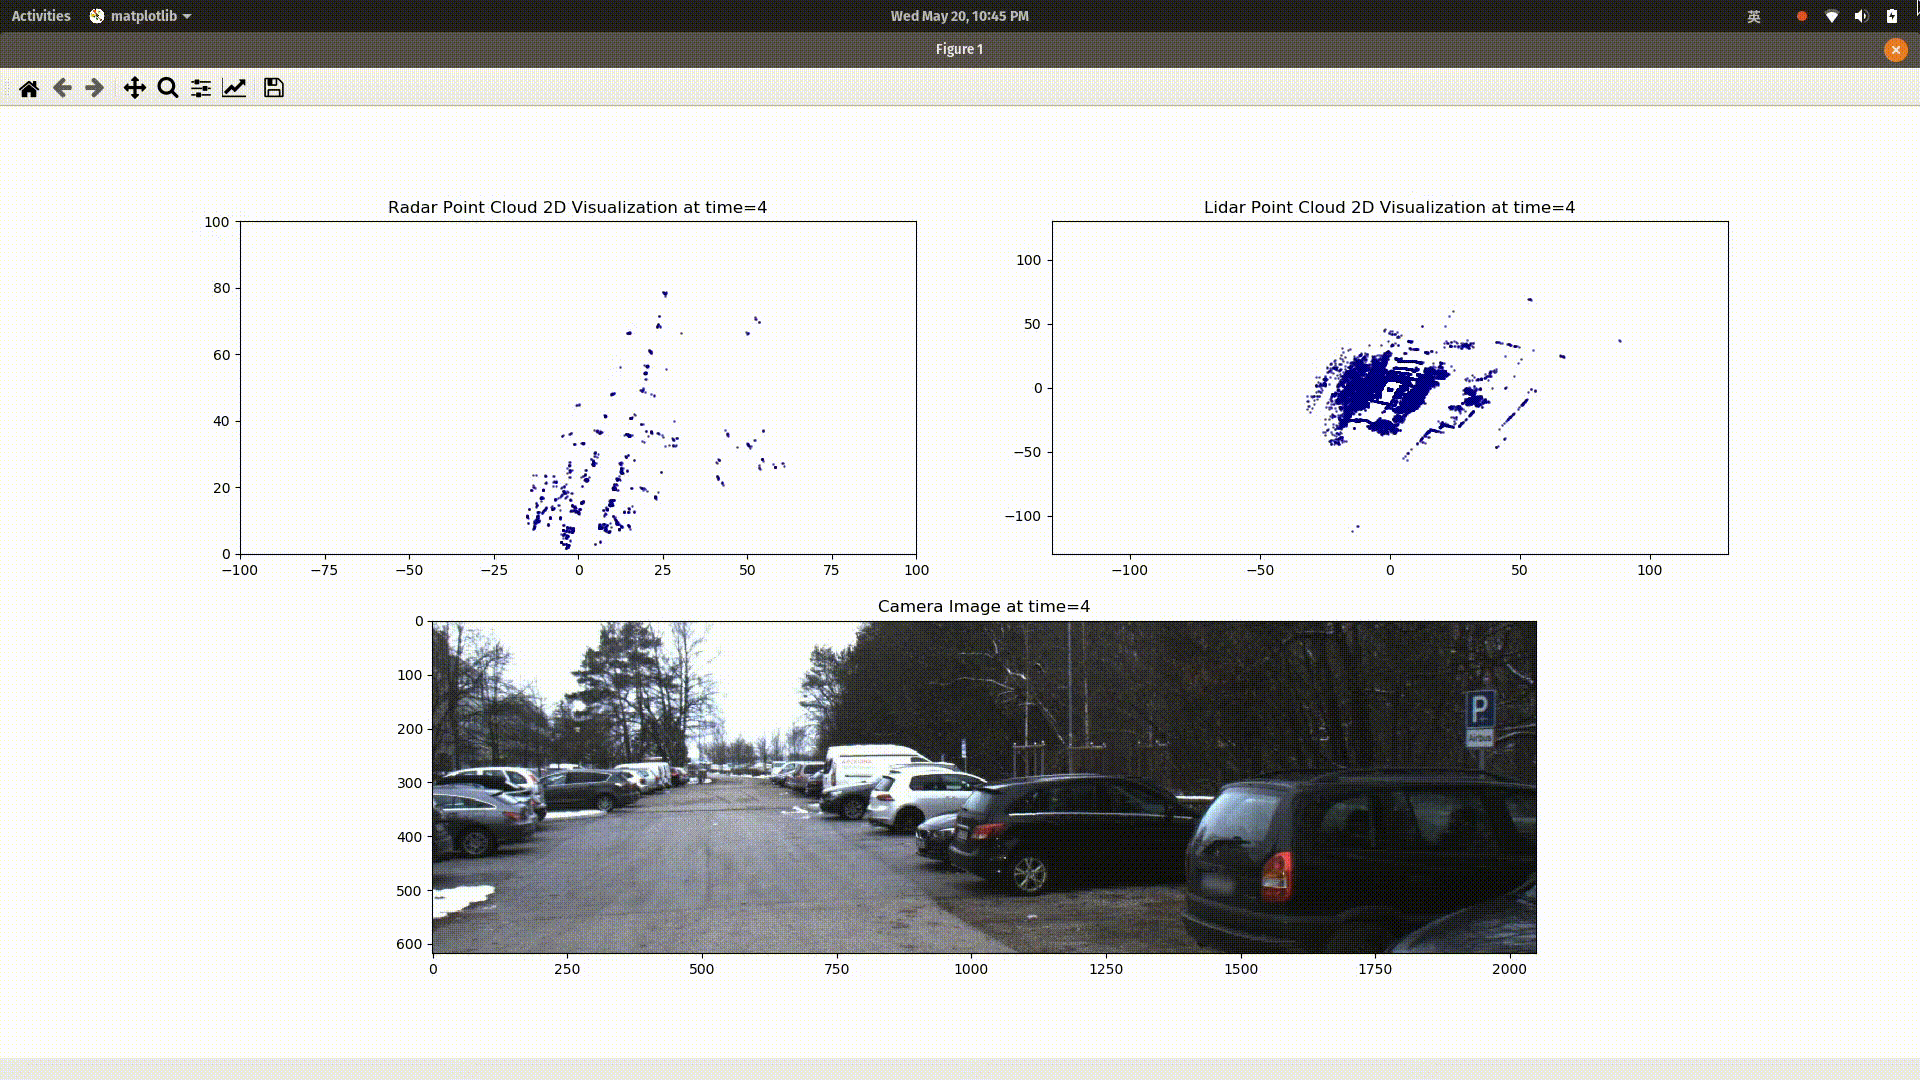 Activities matplotlib Wed May 20, 10:45 PM 英
Figure 1
Radar Point Cloud 2D Visualization at time=4
100
80
60
40
20
0
−100 −75 −50 −25 0 25 50 75 100
Lidar Point Cloud 2D Visualization at time=4
100
50
0
−50
−100
−100 −50 0 50 100
Camera Image at time=4
0
100
200
300
400
500
600
P
Airbus
0 250 500 750 1000 1250 1500 1750 2000